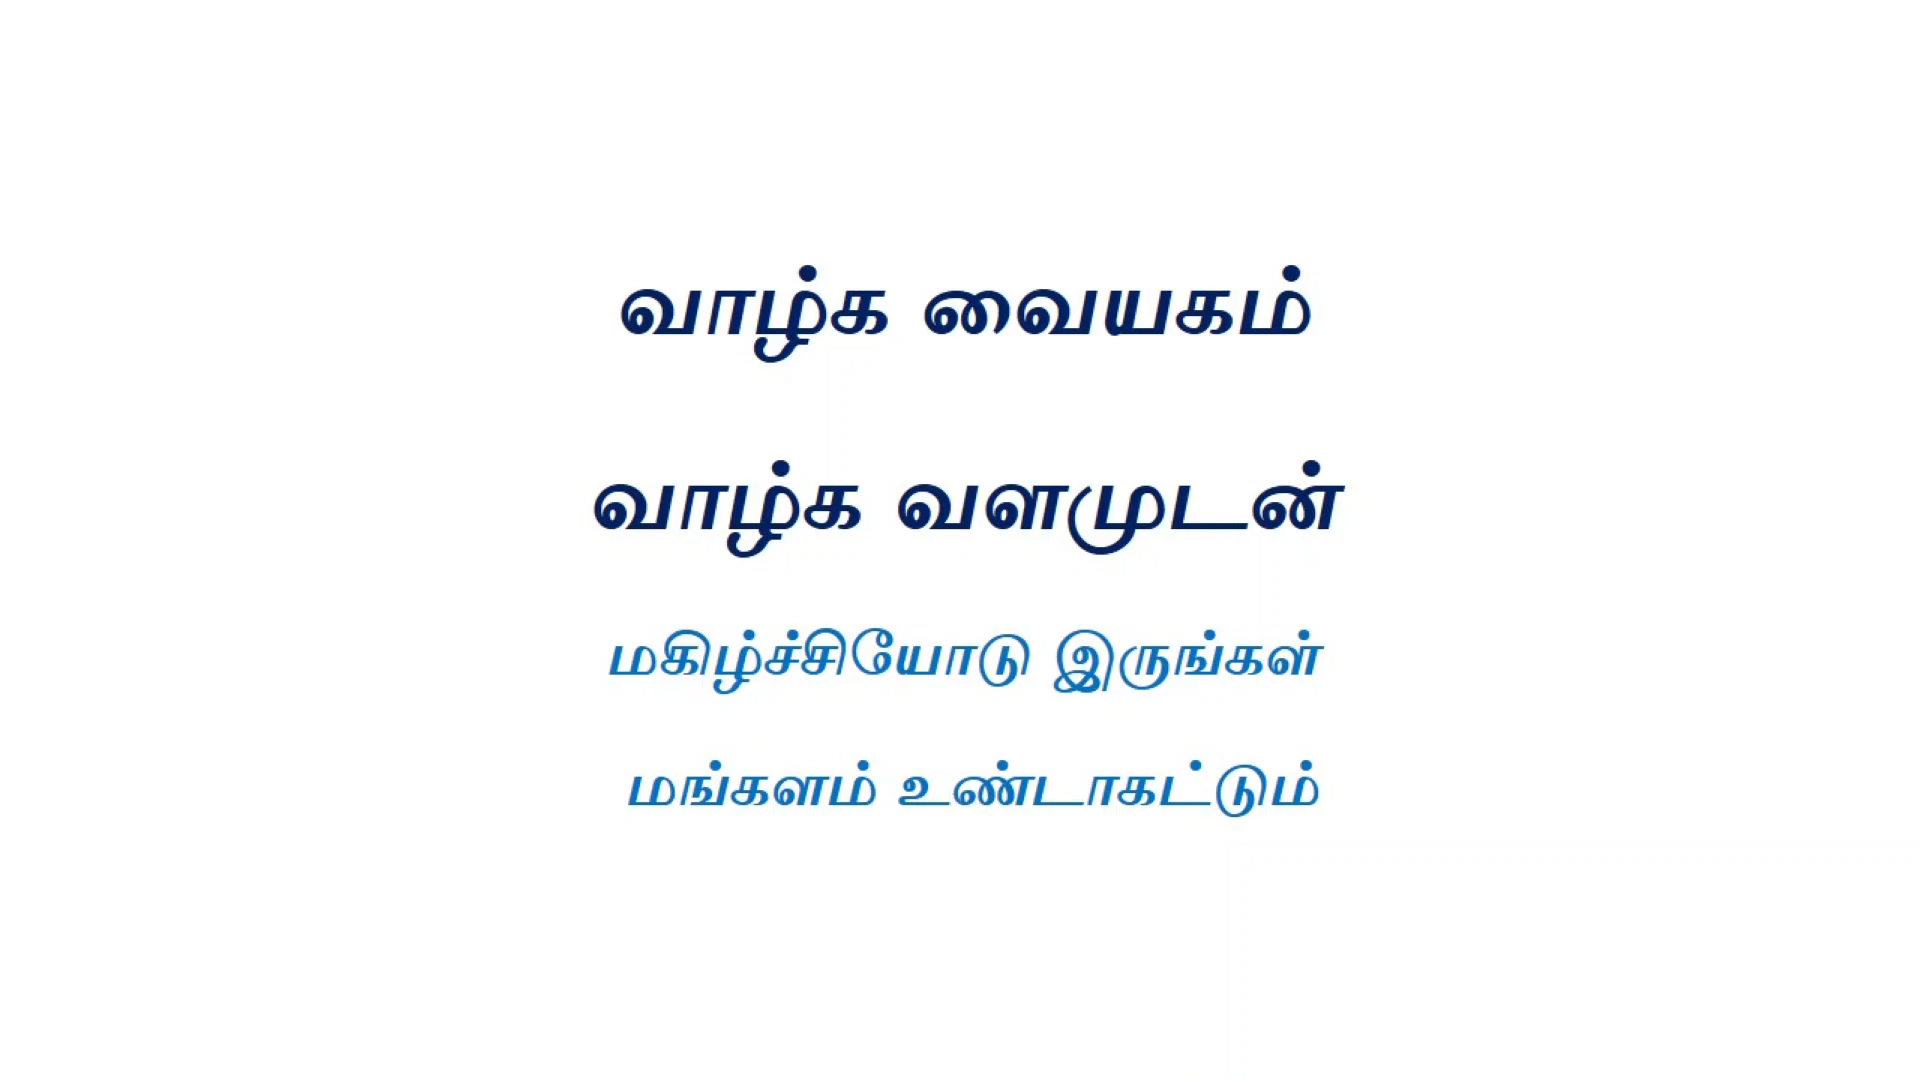 வாழ்க வையகம்
வாழ்க வளமுடன்
மகிழ்ச்சியோடு இருங்கள்
மங்களம் உண்டாகட்டும்